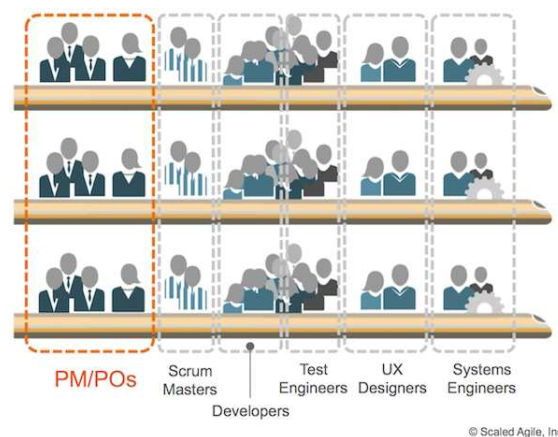 PM/POs
Scrum
Masters
Developers
Test
Engineers
UX
Designers
Systems
Engineers
© Scaled Agile, In